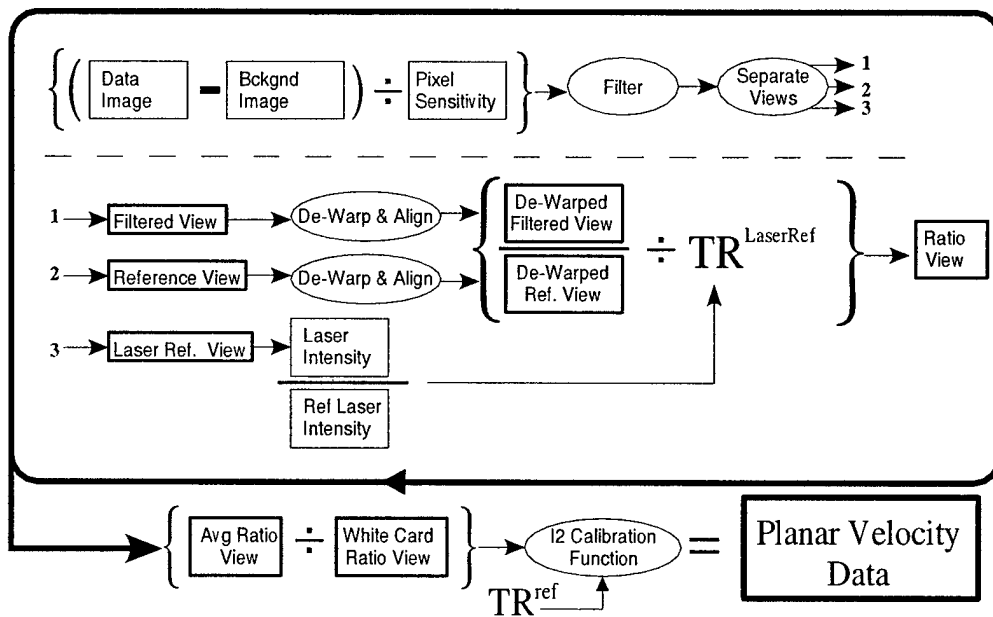 { ( Data Image − Bckgnd Image ) ÷ Pixel Sensitivity } Filter Separate Views 1 2 3
1 Filtered View De-Warp & Align
2 Reference View De-Warp & Align
{ De-Warped Filtered View
De-Warped Ref. View ÷ TR^LaserRef } Ratio View
3 Laser Ref. View Laser Intensity
Ref Laser Intensity
{ Avg Ratio View ÷ White Card Ratio View } I2 Calibration Function = Planar Velocity Data
TR^ref